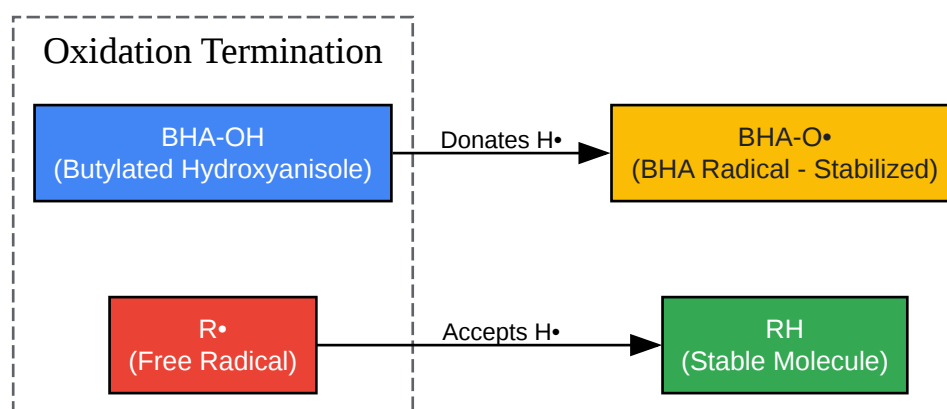 Oxidation Termination
BHA-OH
(Butylated Hydroxyanisole)
Donates H•
BHA-O•
(BHA Radical - Stabilized)
R•
(Free Radical)
Accepts H•
RH
(Stable Molecule)